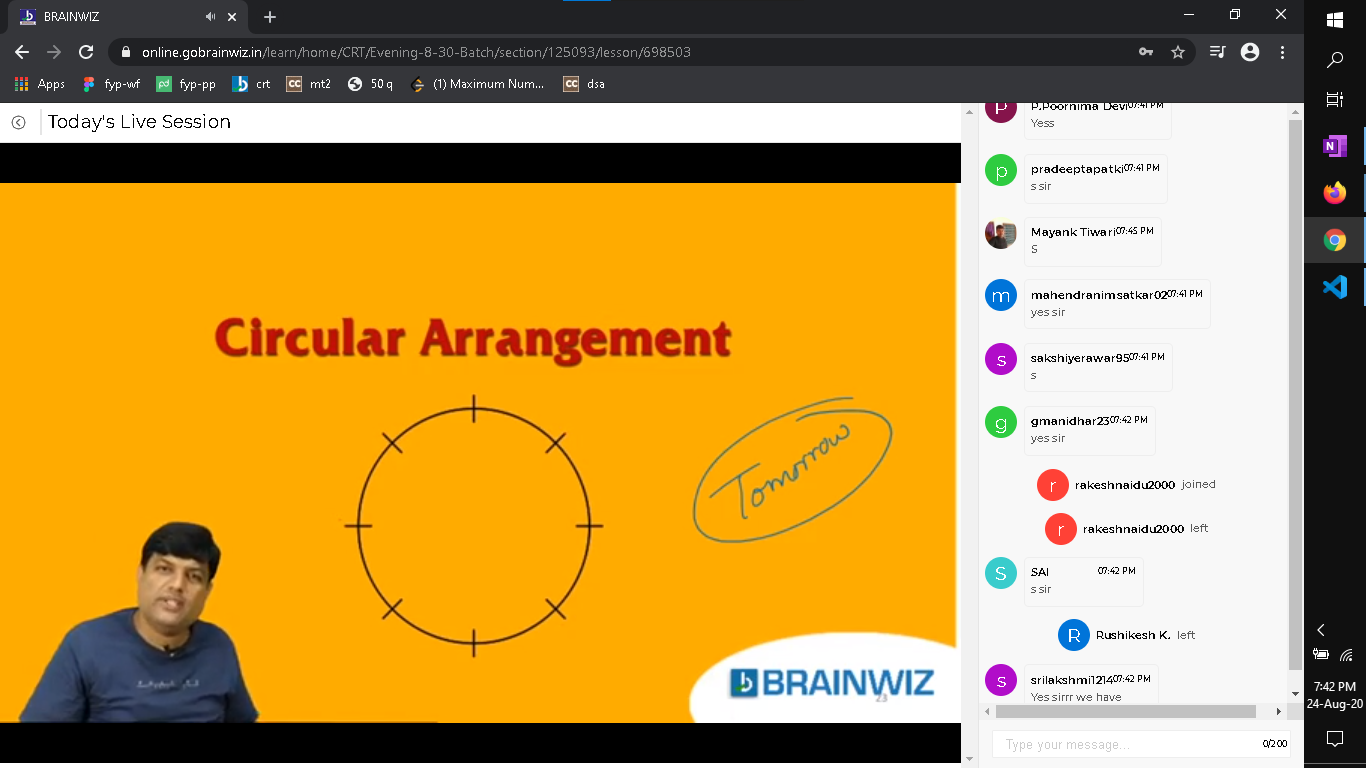 BRAINWIZ
online.gobrainwiz.in/learn/home/CRT/Evening-8-30-Batch/section/125093/lesson/698503
Apps fyp-wf fyp-pp crt mt2 50 q (1) Maximum Num... dsa
Today's Live Session
Circular Arrangement
Tomorrow
BRAINWIZ
23
P
P.Poornima Devi 07:41 PM
Yess
p
pradeeptapatki 07:41 PM
s sir
Mayank Tiwari 07:45 PM
S
m
mahendranimsatkar02 07:41 PM
yes sir
s
sakshiyerawar95 07:41 PM
s
g
gmanidhar23 07:42 PM
yes sir
r rakeshnaidu2000 joined
r rakeshnaidu2000 left
S
SAI 07:42 PM
s sir
R Rushikesh K. left
s
srilakshmi1214 07:42 PM
Yes sirrr we have
Type your message... 0/200
7:42 PM
24-Aug-20